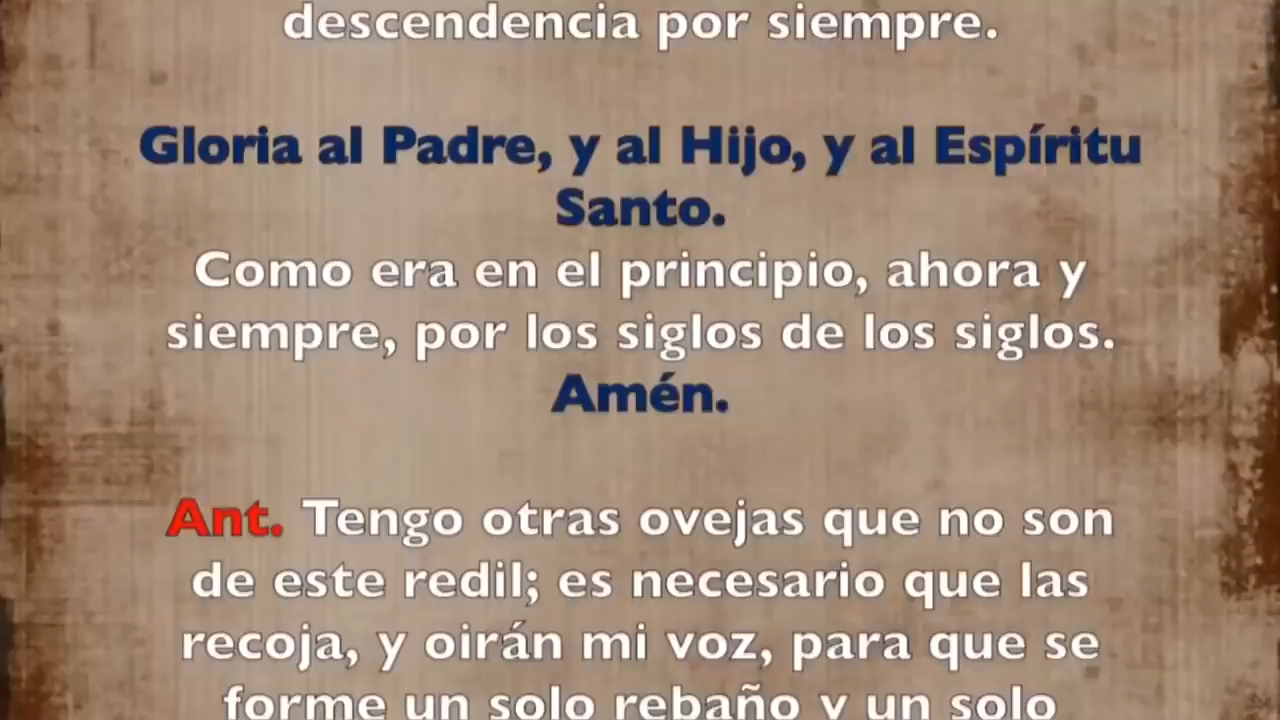 descendencia por siempre.
Gloria al Padre, y al Hijo, y al Espíritu
Santo.
Como era en el principio, ahora y
siempre, por los siglos de los siglos.
Amén.
Ant. Tengo otras ovejas que no son
de este redil; es necesario que las
recoja, y oirán mi voz, para que se
forme un solo rebaño y un solo